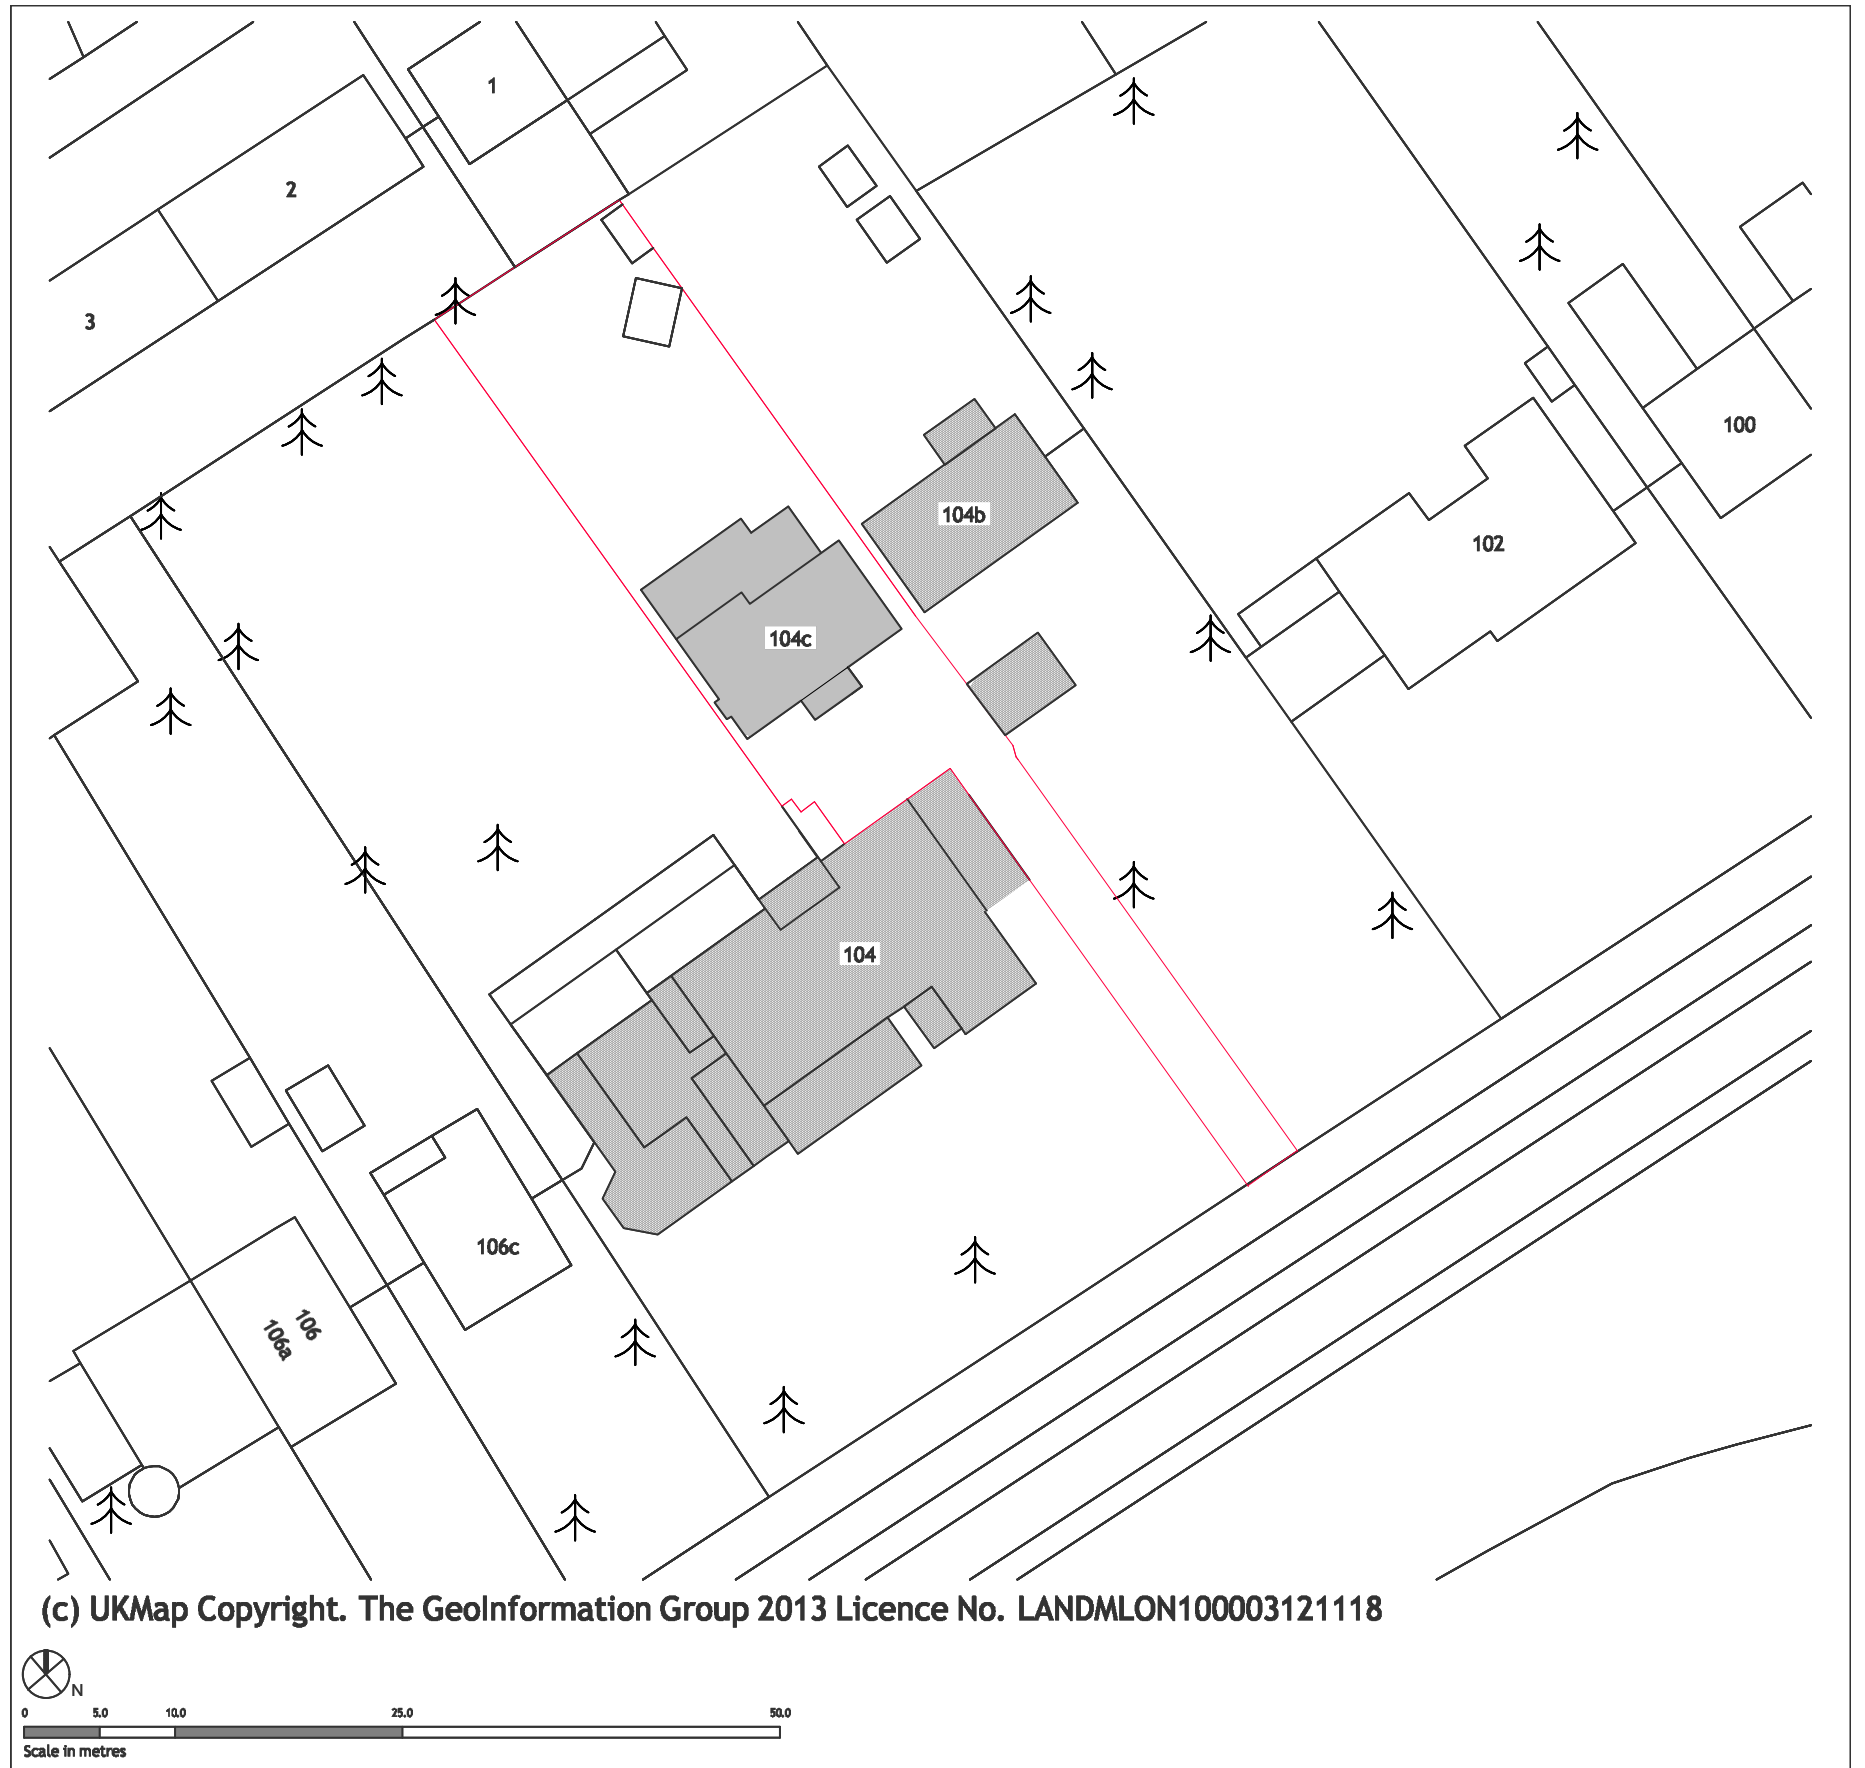 1
2
3
100
104b
102
104c
104
106c
106
106a
(c) UKMap Copyright. The GeoInformation Group 2013 Licence No. LANDMLON100003121118
N
0 5.0 10.0 25.0 50.0
Scale in metres